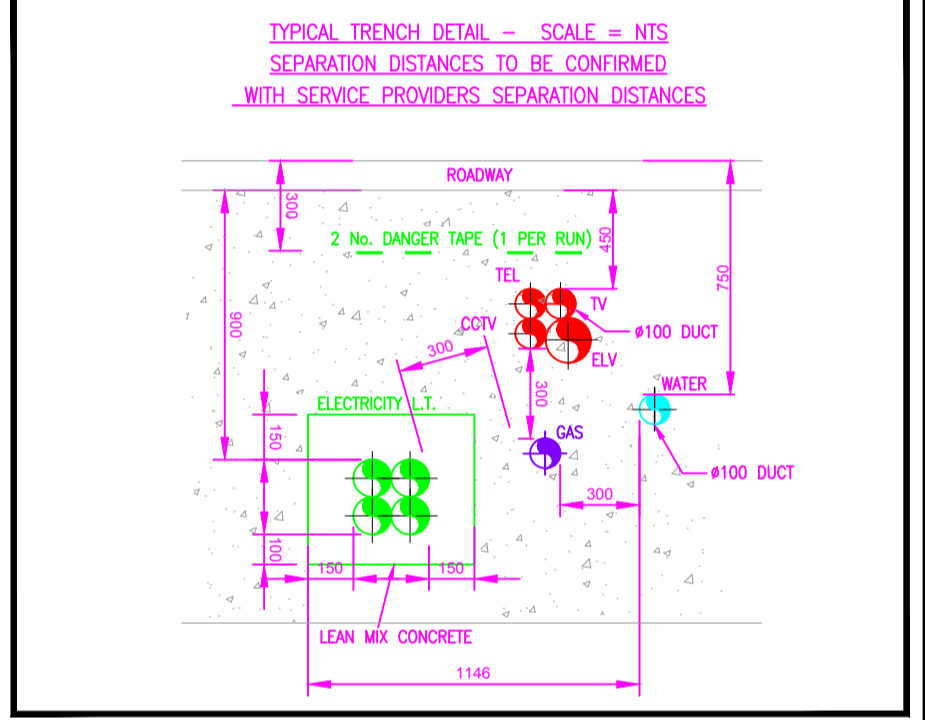 TYPICAL TRENCH DETAIL – SCALE = NTS
SEPARATION DISTANCES TO BE CONFIRMED
WITH SERVICE PROVIDERS SEPARATION DISTANCES
ROADWAY
300
2 No. DANGER TAPE (1 PER RUN)
450
750
TEL
TV
900
CCTV
ø100 DUCT
300
ELV
300
WATER
ELECTRICITY L.T.
150
GAS
ø100 DUCT
300
100
150
150
LEAN MIX CONCRETE
1146